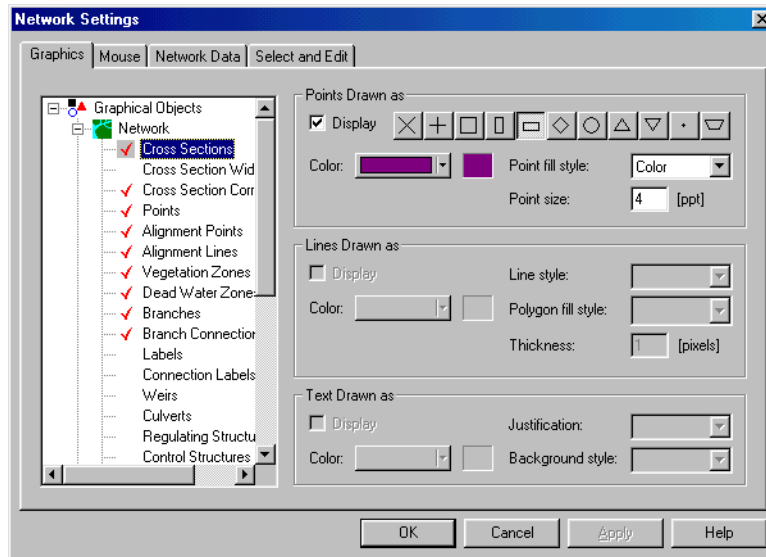 Network Settings
Graphics Mouse Network Data Select and Edit
Graphical Objects
Network
Cross Sections
Cross Section Wid
Cross Section Corr
Points
Alignment Points
Alignment Lines
Vegetation Zones
Dead Water Zone
Branches
Branch Connection
Labels
Connection Labels
Weirs
Culverts
Regulating Structu
Control Structures
Points Drawn as
Display
Color: Point fill style: Color
Point size: 4 [ppt]
Lines Drawn as
Display Line style:
Color: Polygon fill style:
Thickness: 1 [pixels]
Text Drawn as
Display Justification:
Color: Background style:
OK Cancel Apply Help